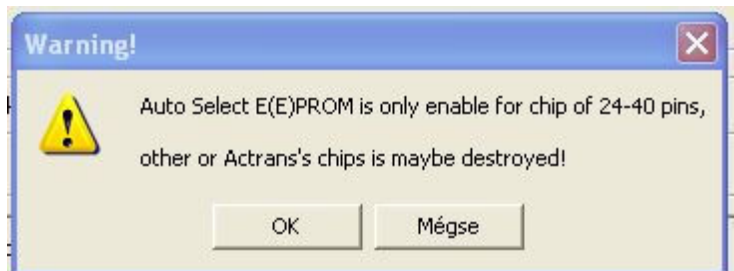 Warning!
Auto Select E(E)PROM is only enable for chip of 24-40 pins,
other or Actrans's chips is maybe destroyed!
OK Mégse